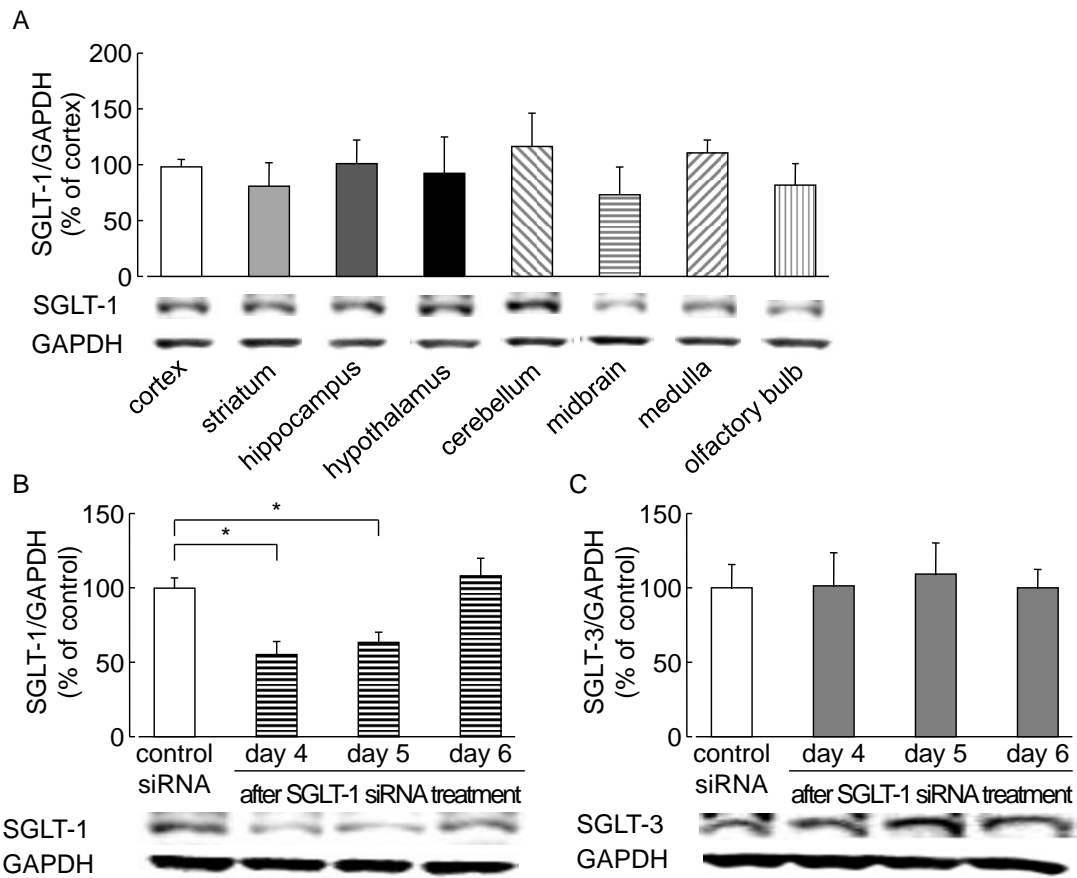 A
SGLT-1/GAPDH
(% of cortex)
200
150
100
50
0
SGLT-1
GAPDH
cortex
striatum
hippocampus
hypothalamus
cerebellum
midbrain
medulla
olfactory bulb
B
SGLT-1/GAPDH
(% of control)
150
100
50
0
*
*
control
siRNA
day 4
day 5
day 6
after SGLT-1 siRNA treatment
SGLT-1
GAPDH
C
SGLT-3/GAPDH
(% of control)
150
100
50
0
control
siRNA
day 4
day 5
day 6
after SGLT-1 siRNA treatment
SGLT-3
GAPDH